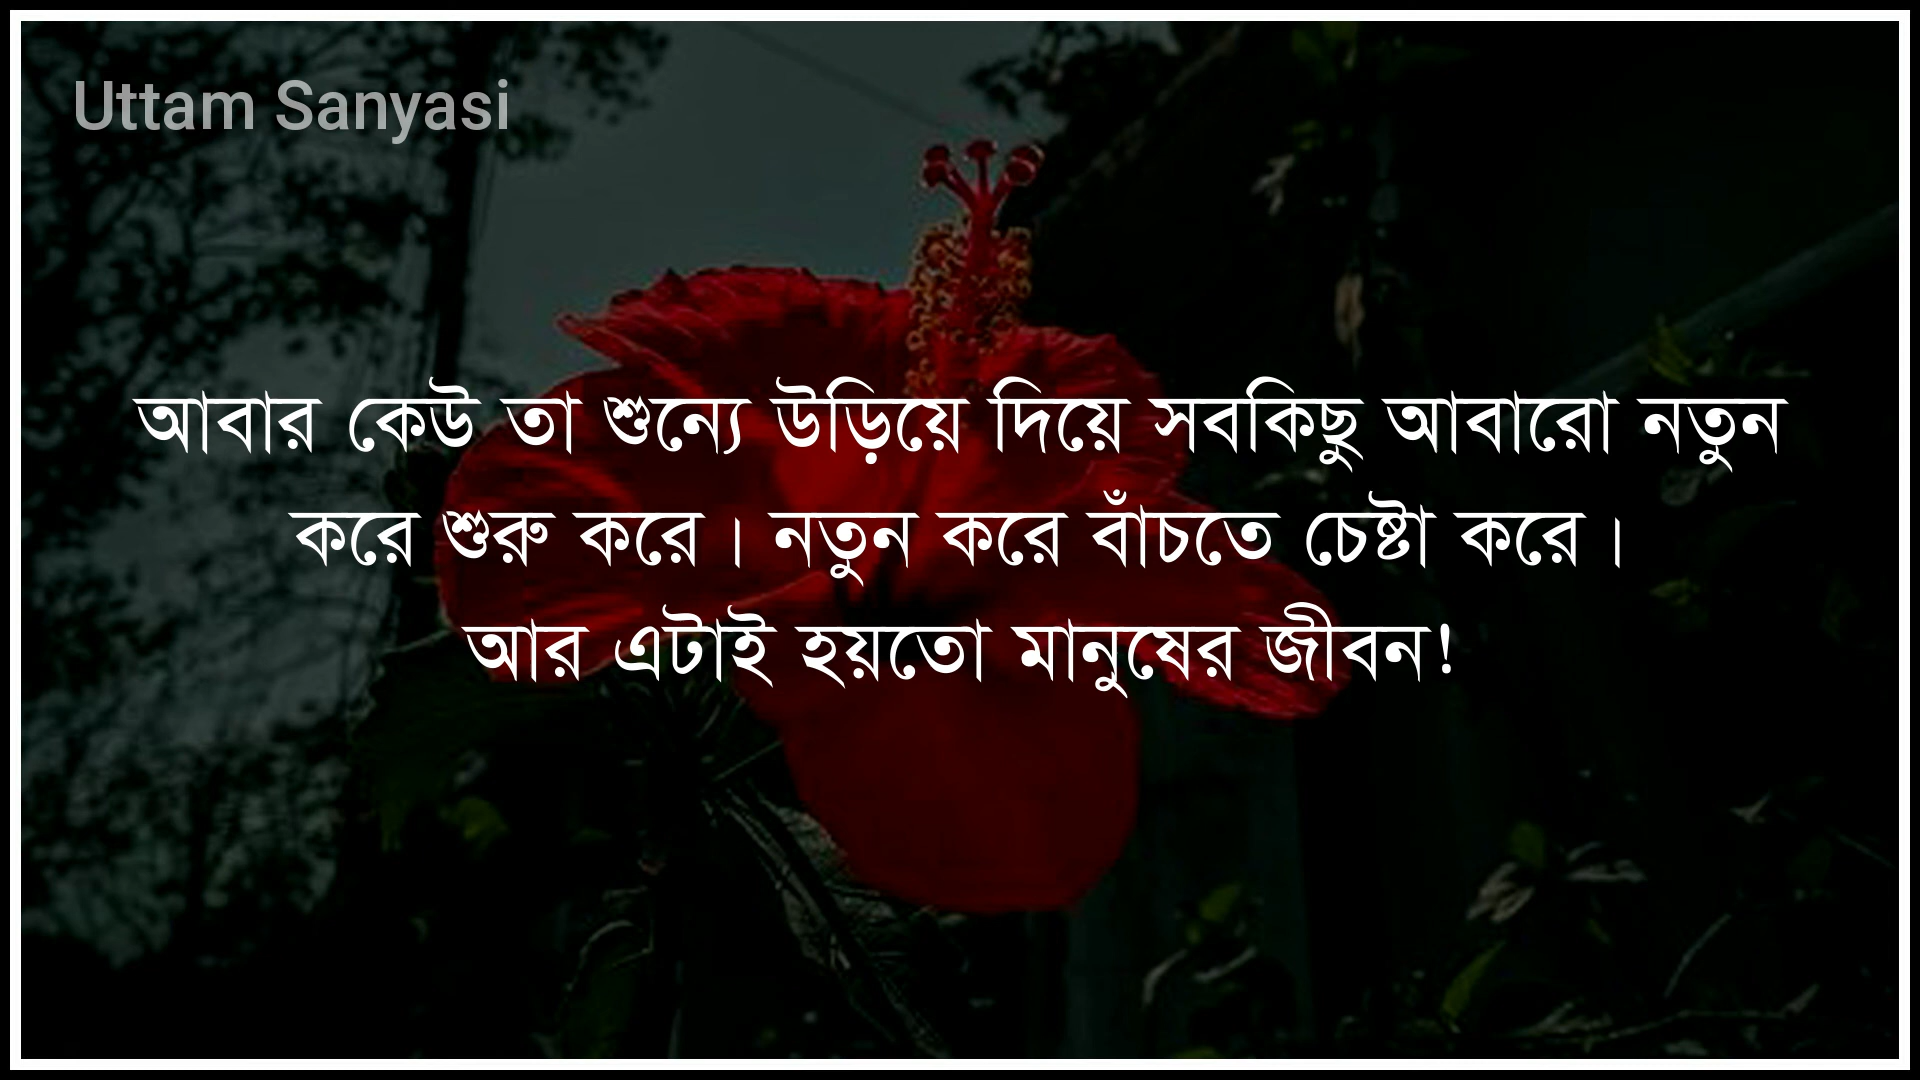 Uttam Sanyasi
আবার কেউ তা শুন্যে উড়িয়ে দিয়ে সবকিছু আবারো নতুন
করে শুরু করে। নতুন করে বাঁচতে চেষ্টা করে।
আর এটাই হয়তো মানুষের জীবন!